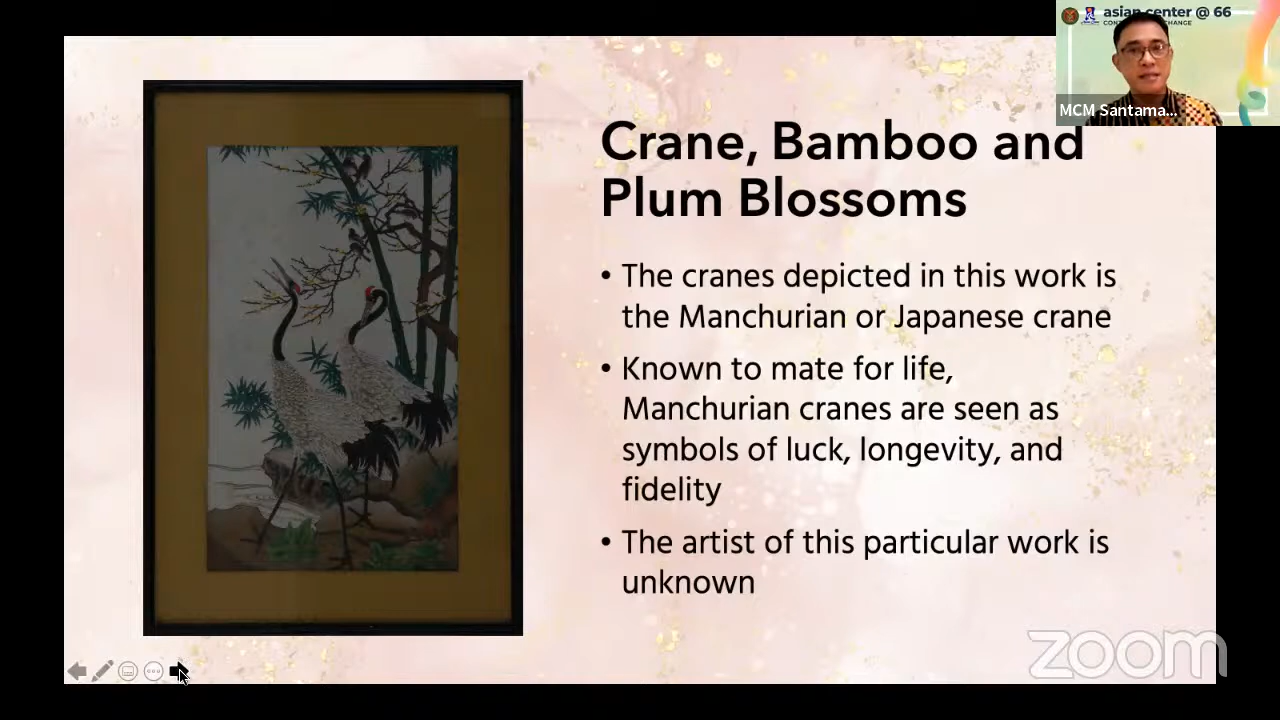 asian center @ 66
MCM Santama...
Crane, Bamboo and
Plum Blossoms
• The cranes depicted in this work is
the Manchurian or Japanese crane
• Known to mate for life,
Manchurian cranes are seen as
symbols of luck, longevity, and
fidelity
• The artist of this particular work is
unknown
zoom